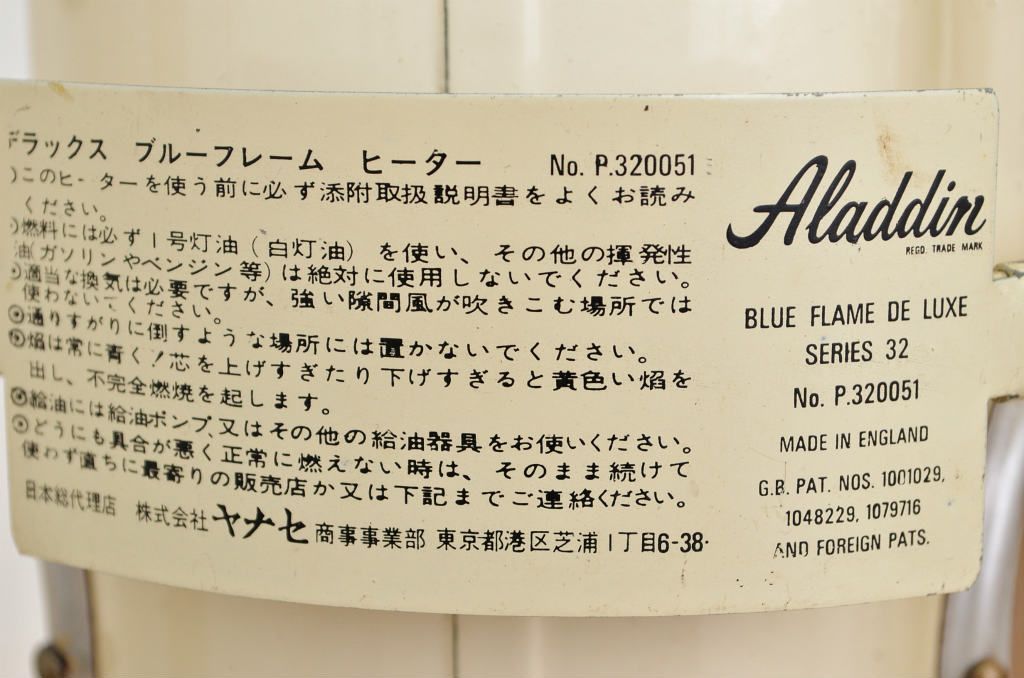 デラックス ブルーフレーム ヒーター No. P.320051
このヒーターを使う前に必ず添附取扱説明書をよくお読み
ください。
燃料には必ず1号灯油(白灯油)を使い、その他の揮発性
油(ガソリンやベンジン等)は絶対に使用しないでください。
◉適当な換気は必要ですが、強い隙間風が吹きこむ場所では
使わないでください。
◉通りすがりに倒すような場所には置かないでください。
◉焔は常に青く!芯を上げすぎたり下げすぎると黄色い焔を
出し、不完全燃焼を起します。
◉給油には給油ポンプ、又はその他の給油器具をお使いください。
◉どうにも具合が悪く正常に燃えない時は、そのまま続けて
使わず直ちに最寄りの販売店か又は下記までご連絡ください。
日本総代理店 株式会社ヤナセ商事事業部 東京都港区芝浦1丁目6-38
Aladdin
REGD. TRADE MARK
BLUE FLAME DE LUXE
SERIES 32
No. P.320051
MADE IN ENGLAND
G.B. PAT. NOS. 1001029,
1048229, 1079716
AND FOREIGN PATS.